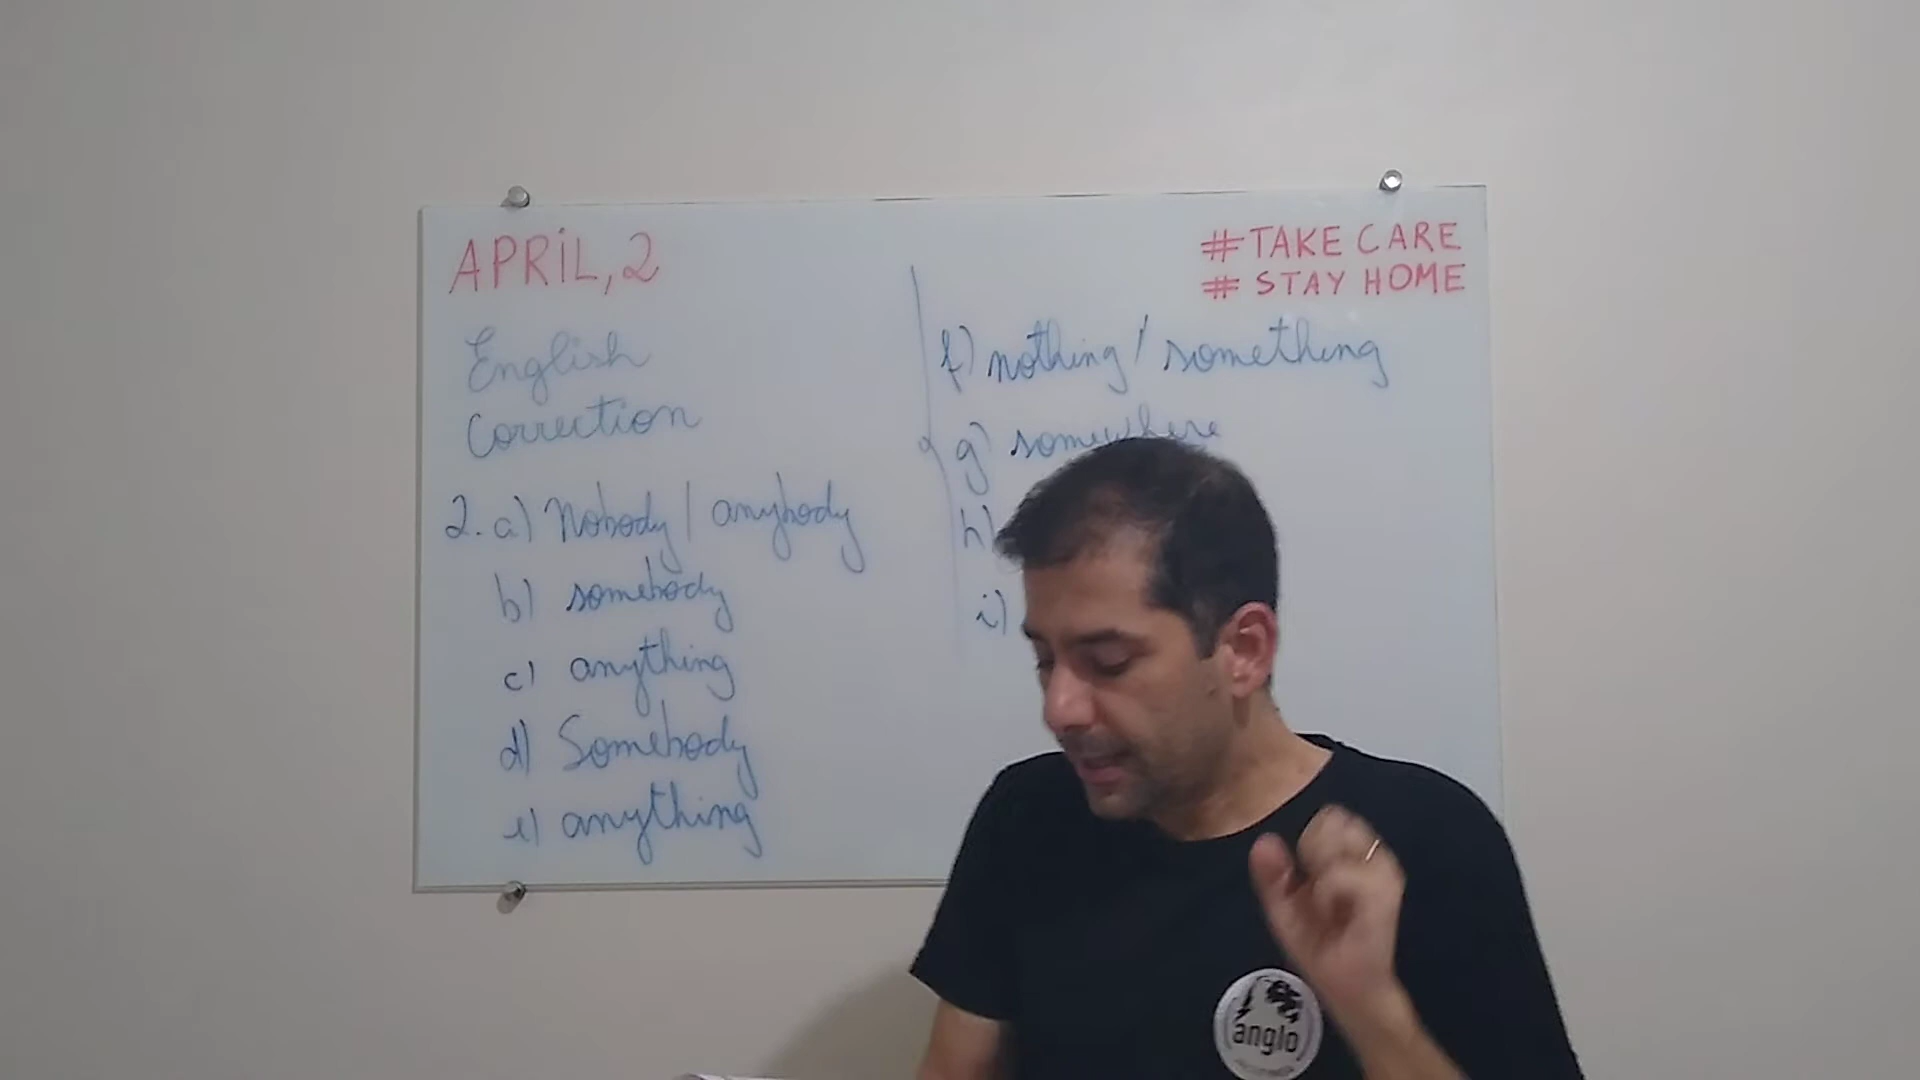 APRIL, 2
English
Correction
2. a) Nobody / anybody
b) somebody
c) anything
d) Somebody
e) anything
# TAKE CARE
# STAY HOME
f) nothing / something
g) somewhere
h)
i)
anglo